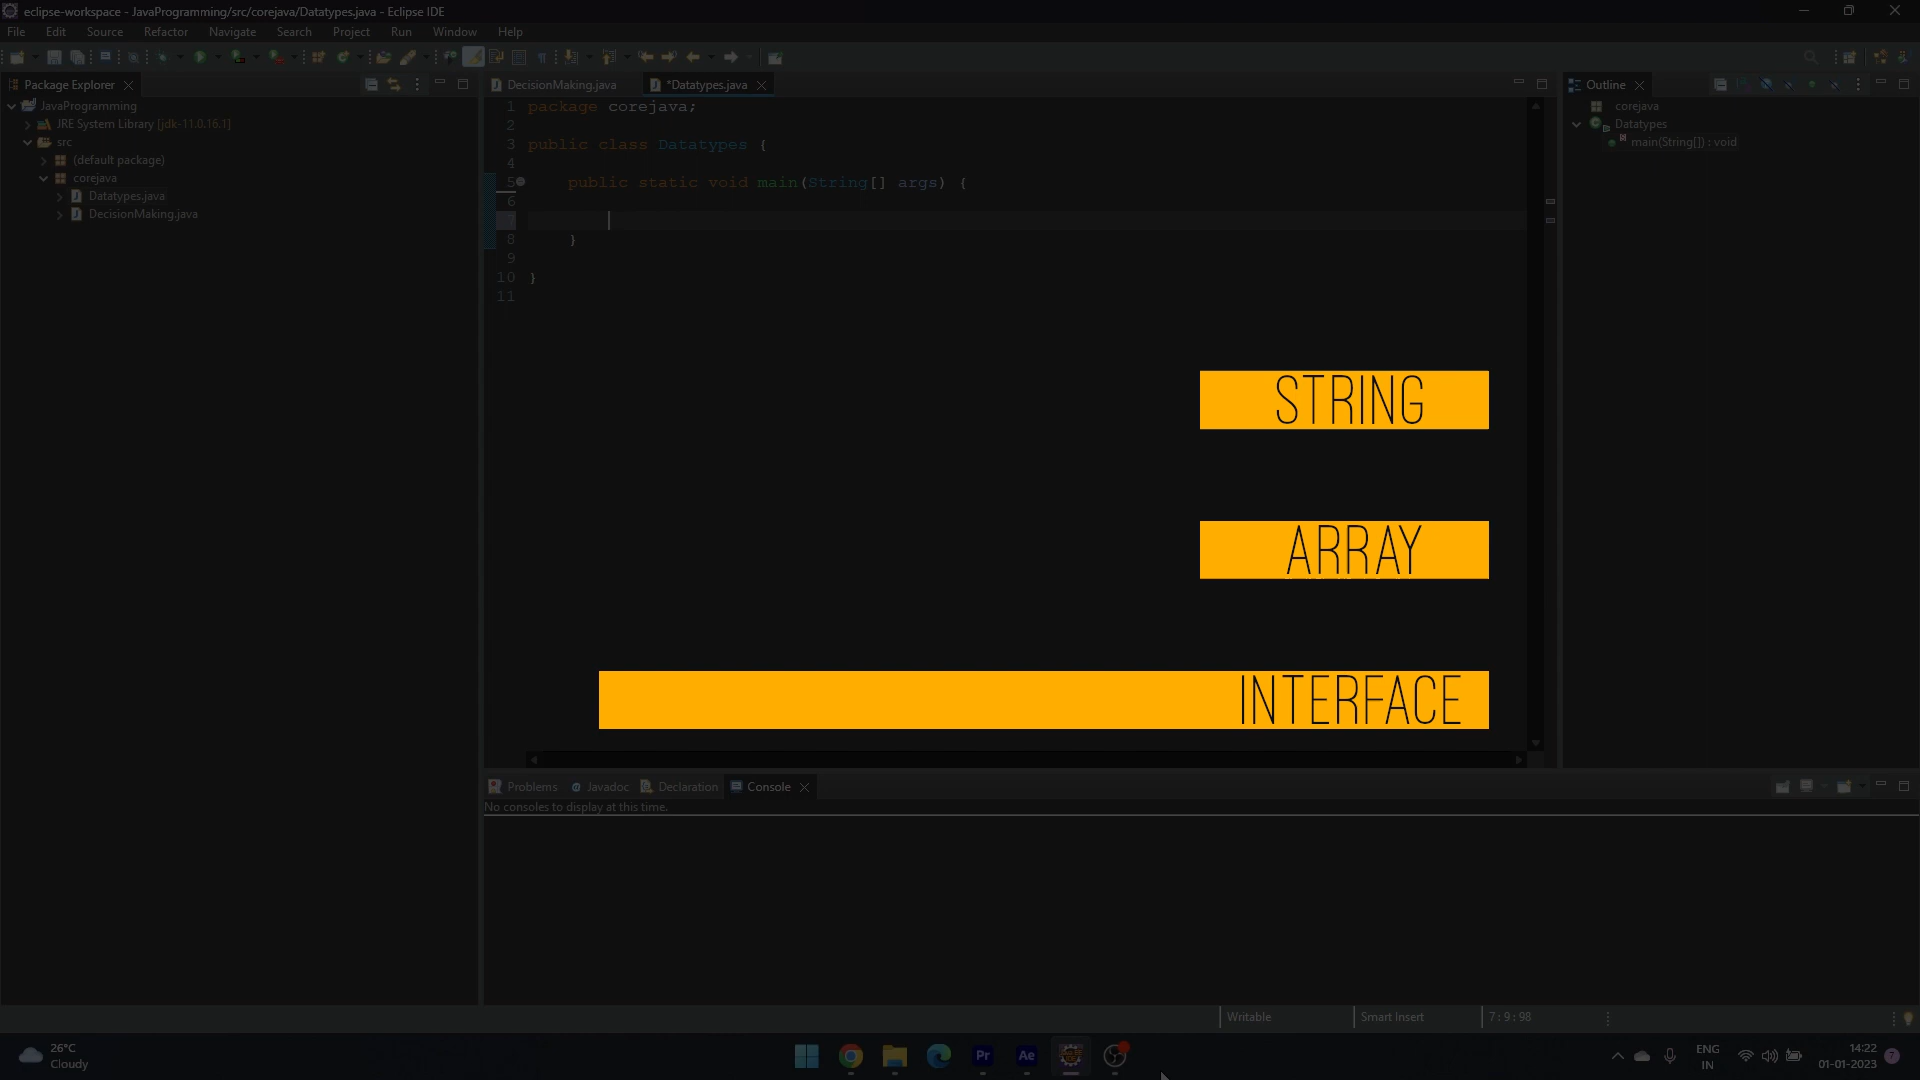 eclipse-workspace - JavaProgramming/src/corejava/Datatypes.java - Eclipse IDE
File Edit Source Refactor Navigate Search Project Run Window Help
Package Explorer
JavaProgramming
JRE System Library [jdk-11.0.16.1]
src
(default package)
corejava
Datatypes.java
DecisionMaking.java
DecisionMaking.java *Datatypes.java
1 package corejava;
2
3 public class Datatypes {
4
5 public static void main(String[] args) {
6
7
8 }
9
10 }
11
STRING
ARRAY
INTERFACE
Outline
corejava
Datatypes
main(String[]) : void
Problems Javadoc Declaration Console
No consoles to display at this time.
Writable Smart Insert 7 : 9 : 98
26°C
Cloudy
Pr Ae
ENG
IN
14:22
01-01-2023
7